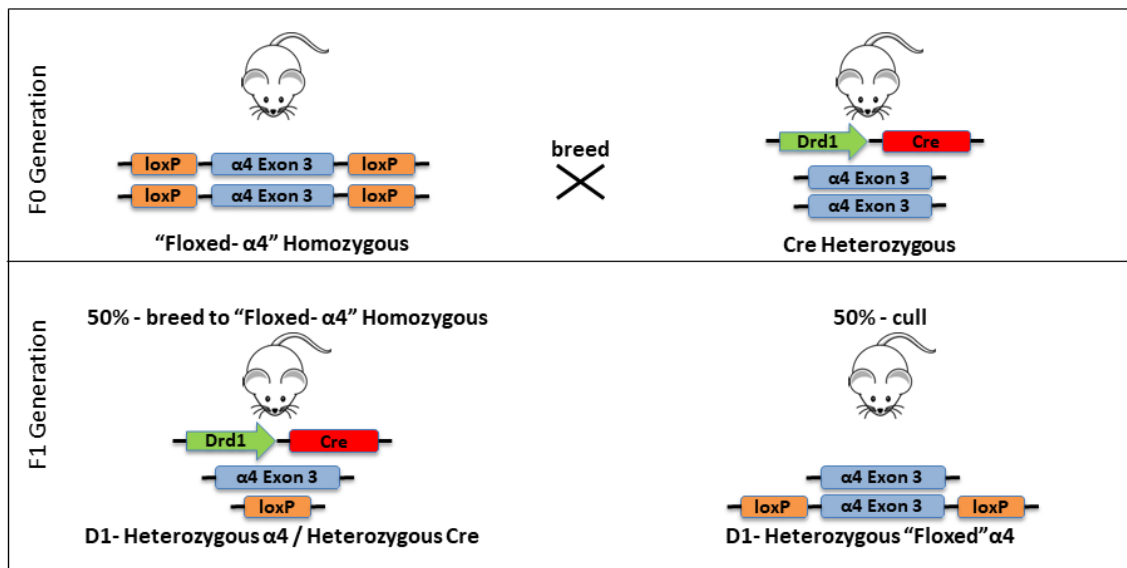 F0 Generation
loxP α4 Exon 3 loxP
loxP α4 Exon 3 loxP
“Floxed- α4” Homozygous
breed
Drd1 Cre
α4 Exon 3
α4 Exon 3
Cre Heterozygous
F1 Generation
50% - breed to “Floxed- α4” Homozygous
Drd1 Cre
α4 Exon 3
loxP
D1- Heterozygous α4 / Heterozygous Cre
50% - cull
α4 Exon 3
loxP α4 Exon 3 loxP
D1- Heterozygous “Floxed”α4